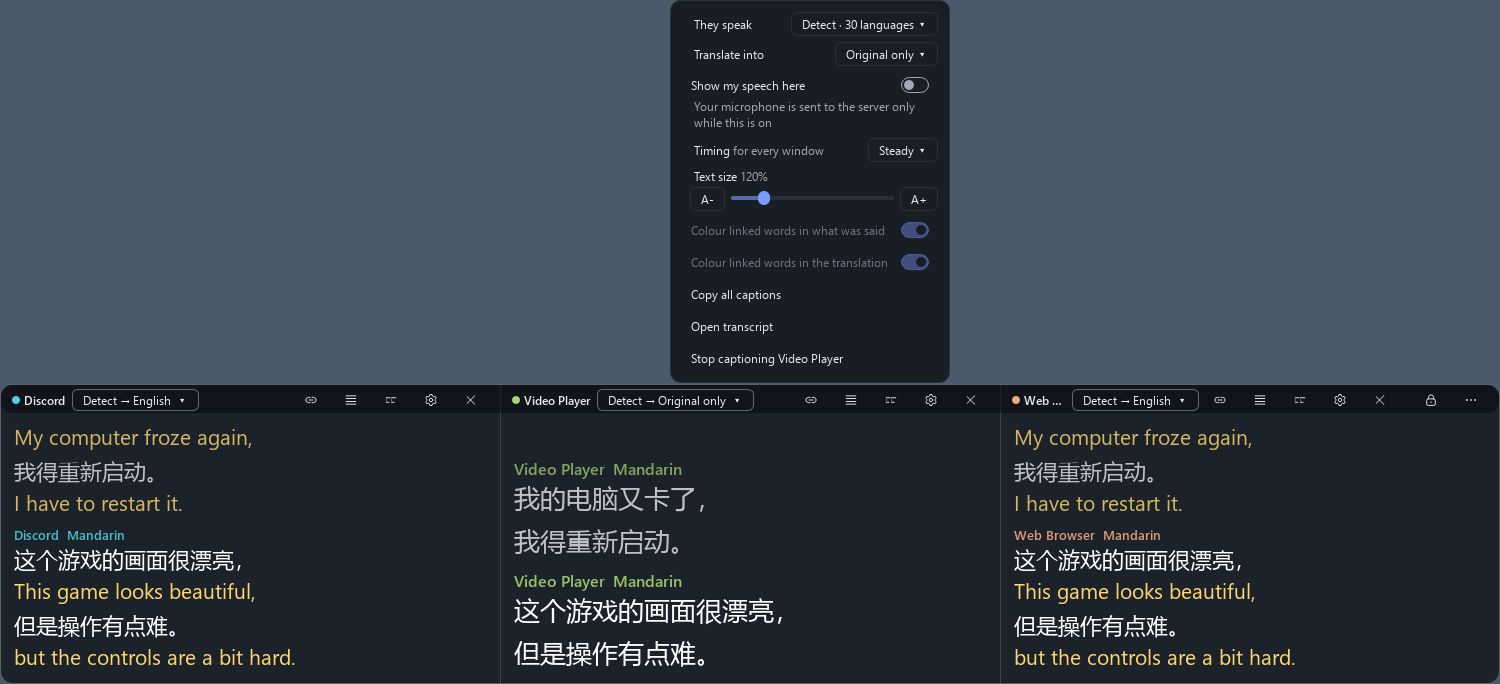 They speak Detect · 30 languages ▾
Translate into Original only ▾
Show my speech here
Your microphone is sent to the server only
while this is on
Timing for every window Steady ▾
Text size 120%
A- A+
Colour linked words in what was said
Colour linked words in the translation
Copy all captions
Open transcript
Stop captioning Video Player
Discord Detect → English ▾
My computer froze again,
我得重新启动。
I have to restart it.
Discord Mandarin
这个游戏的画面很漂亮，
This game looks beautiful,
但是操作有点难。
but the controls are a bit hard.
Video Player Detect → Original only ▾
Video Player Mandarin
我的电脑又卡了，
我得重新启动。
Video Player Mandarin
这个游戏的画面很漂亮，
但是操作有点难。
Web ... Detect → English ▾
My computer froze again,
我得重新启动。
I have to restart it.
Web Browser Mandarin
这个游戏的画面很漂亮，
This game looks beautiful,
但是操作有点难。
but the controls are a bit hard.